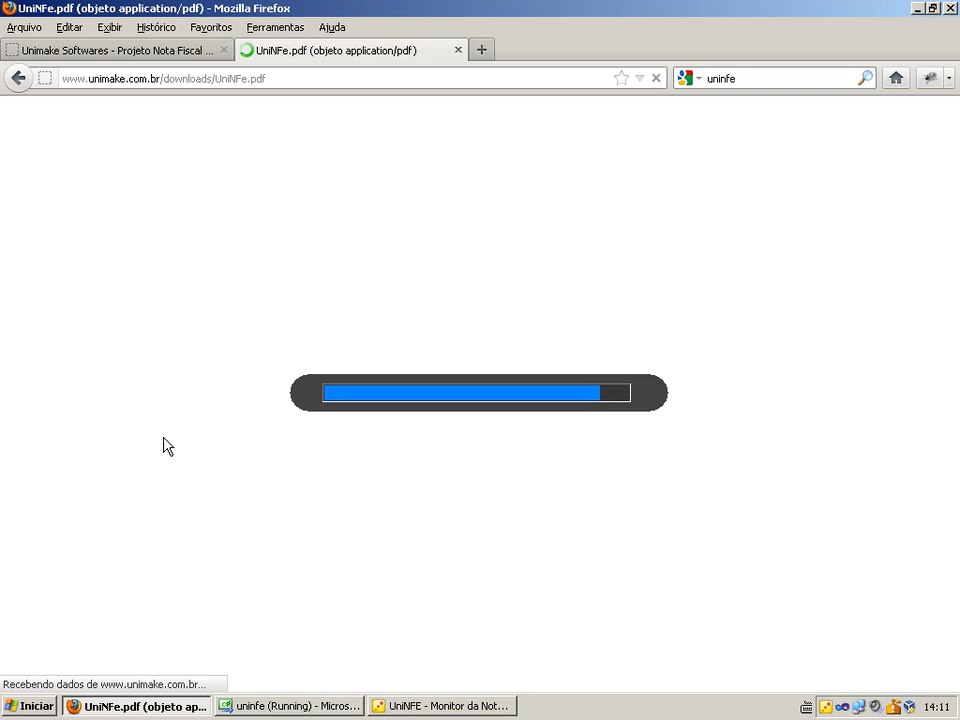 UniNFe.pdf (objeto application/pdf) - Mozilla Firefox
Arquivo Editar Exibir Histórico Favoritos Ferramentas Ajuda
Unimake Softwares - Projeto Nota Fiscal ... UniNFe.pdf (objeto application/pdf)
www.unimake.com.br/downloads/UniNFe.pdf uninfe
Recebendo dados de www.unimake.com.br...
Iniciar UniNFe.pdf (objeto ap... uninfe (Running) - Micros... UniNFE - Monitor da Not... 14:11